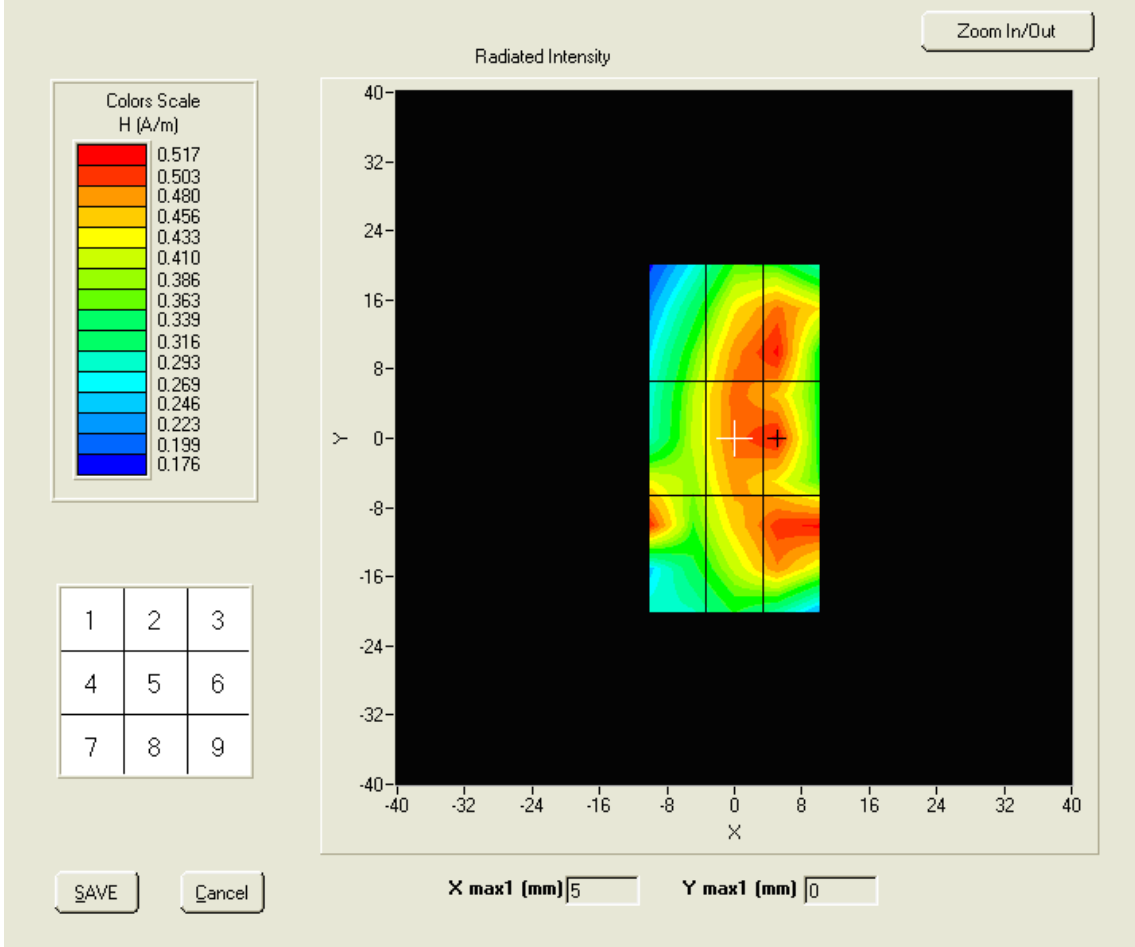 Zoom In/Out
Radiated Intensity
Colors Scale
H (A/m)
0.517
0.503
0.480
0.456
0.433
0.410
0.386
0.363
0.339
0.316
0.293
0.269
0.246
0.223
0.199
0.176
40
32
24
16
8
0
-8
-16
-24
-32
-40
Y
-40 -32 -24 -16 -8 0 8 16 24 32 40
X
1 2 3
4 5 6
7 8 9
SAVE Cancel
X max1 (mm) 5 Y max1 (mm) 0